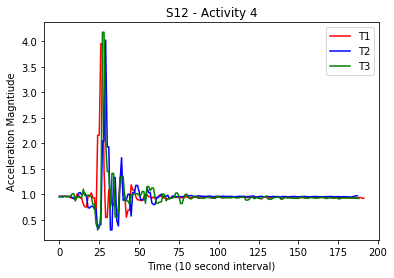 S12 - Activity 4
T1
T2
T3
Acceleration Magntiude
4.0
3.5
3.0
2.5
2.0
1.5
1.0
0.5
0 25 50 75 100 125 150 175 200
Time (10 second interval)